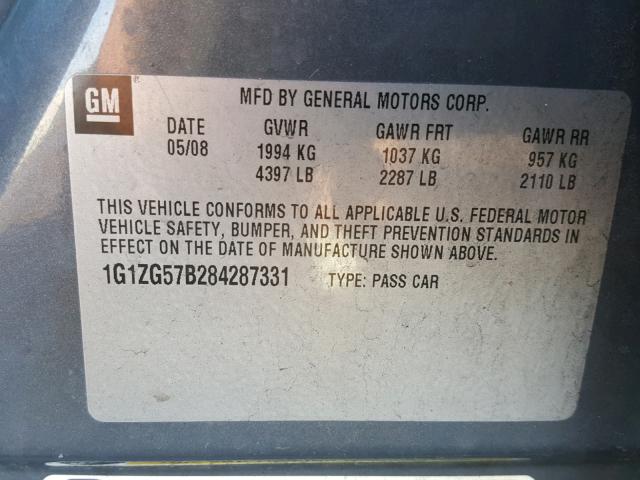 GM
MFD BY GENERAL MOTORS CORP.
DATE GVWR GAWR FRT GAWR RR
05/08 1994 KG 1037 KG 957 KG
4397 LB 2287 LB 2110 LB
THIS VEHICLE CONFORMS TO ALL APPLICABLE U.S. FEDERAL MOTOR
VEHICLE SAFETY, BUMPER, AND THEFT PREVENTION STANDARDS IN
EFFECT ON THE DATE OF MANUFACTURE SHOWN ABOVE.
1G1ZG57B284287331 TYPE: PASS CAR